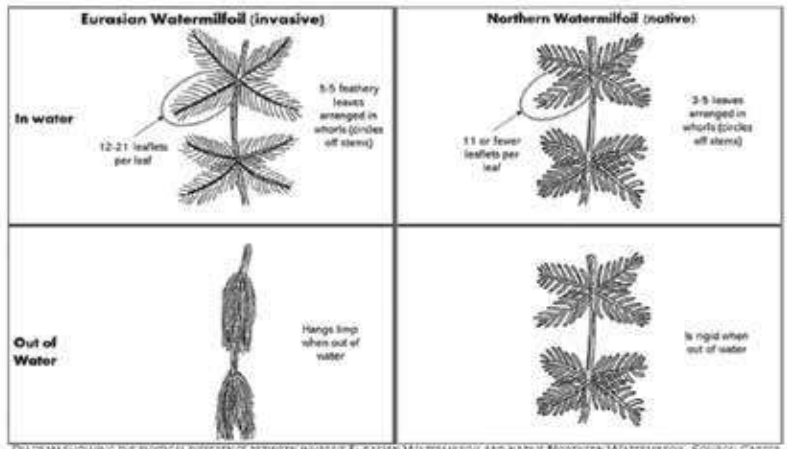 Eurasian Watermilfoil (invasive)
Northern Watermilfoil (native)
In water
12-21 leaflets
per leaf
3-5 feathery
leaves
arranged in
whorls (circles
off stems)
11 or fewer
leaflets per
leaf
3-5 leaves
arranged in
whorls (circles
off stems)
Out of
Water
Hangs limp
when out of
water
Is rigid when
out of water